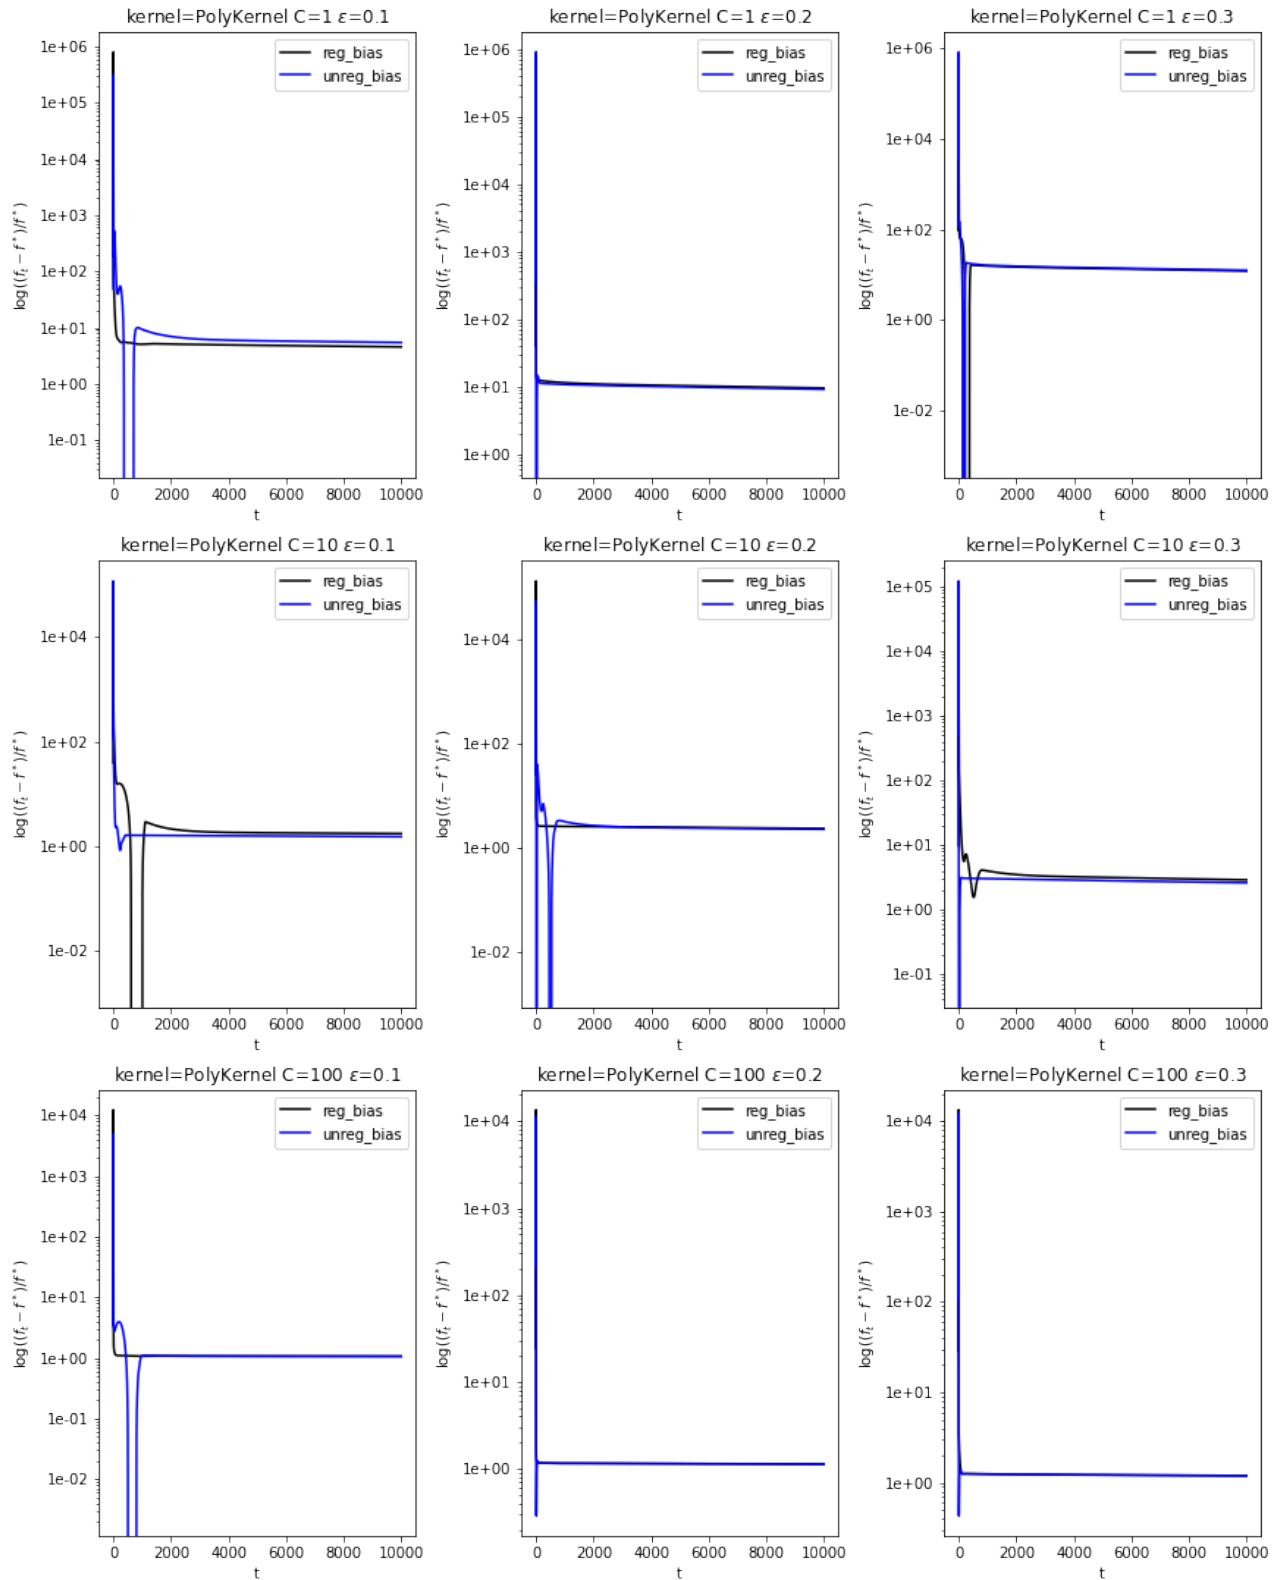 kernel=PolyKernel C=1 ε=0.1
1e+06
1e+05
1e+04
1e+03
1e+02
1e+01
1e+00
1e-01
log((f_t − f*)/f*)
reg_bias
unreg_bias
0 2000 4000 6000 8000 10000
t
kernel=PolyKernel C=1 ε=0.2
1e+06
1e+05
1e+04
1e+03
1e+02
1e+01
1e+00
log((f_t − f*)/f*)
reg_bias
unreg_bias
0 2000 4000 6000 8000 10000
t
kernel=PolyKernel C=1 ε=0.3
1e+06
1e+04
1e+02
1e+00
1e-02
log((f_t − f*)/f*)
reg_bias
unreg_bias
0 2000 4000 6000 8000 10000
t
kernel=PolyKernel C=10 ε=0.1
1e+04
1e+02
1e+00
1e-02
log((f_t − f*)/f*)
reg_bias
unreg_bias
0 2000 4000 6000 8000 10000
t
kernel=PolyKernel C=10 ε=0.2
1e+04
1e+02
1e+00
1e-02
log((f_t − f*)/f*)
reg_bias
unreg_bias
0 2000 4000 6000 8000 10000
t
kernel=PolyKernel C=10 ε=0.3
1e+05
1e+04
1e+03
1e+02
1e+01
1e+00
1e-01
log((f_t − f*)/f*)
reg_bias
unreg_bias
0 2000 4000 6000 8000 10000
t
kernel=PolyKernel C=100 ε=0.1
1e+04
1e+03
1e+02
1e+01
1e+00
1e-01
1e-02
log((f_t − f*)/f*)
reg_bias
unreg_bias
0 2000 4000 6000 8000 10000
t
kernel=PolyKernel C=100 ε=0.2
1e+04
1e+03
1e+02
1e+01
1e+00
log((f_t − f*)/f*)
reg_bias
unreg_bias
0 2000 4000 6000 8000 10000
t
kernel=PolyKernel C=100 ε=0.3
1e+04
1e+03
1e+02
1e+01
1e+00
log((f_t − f*)/f*)
reg_bias
unreg_bias
0 2000 4000 6000 8000 10000
t